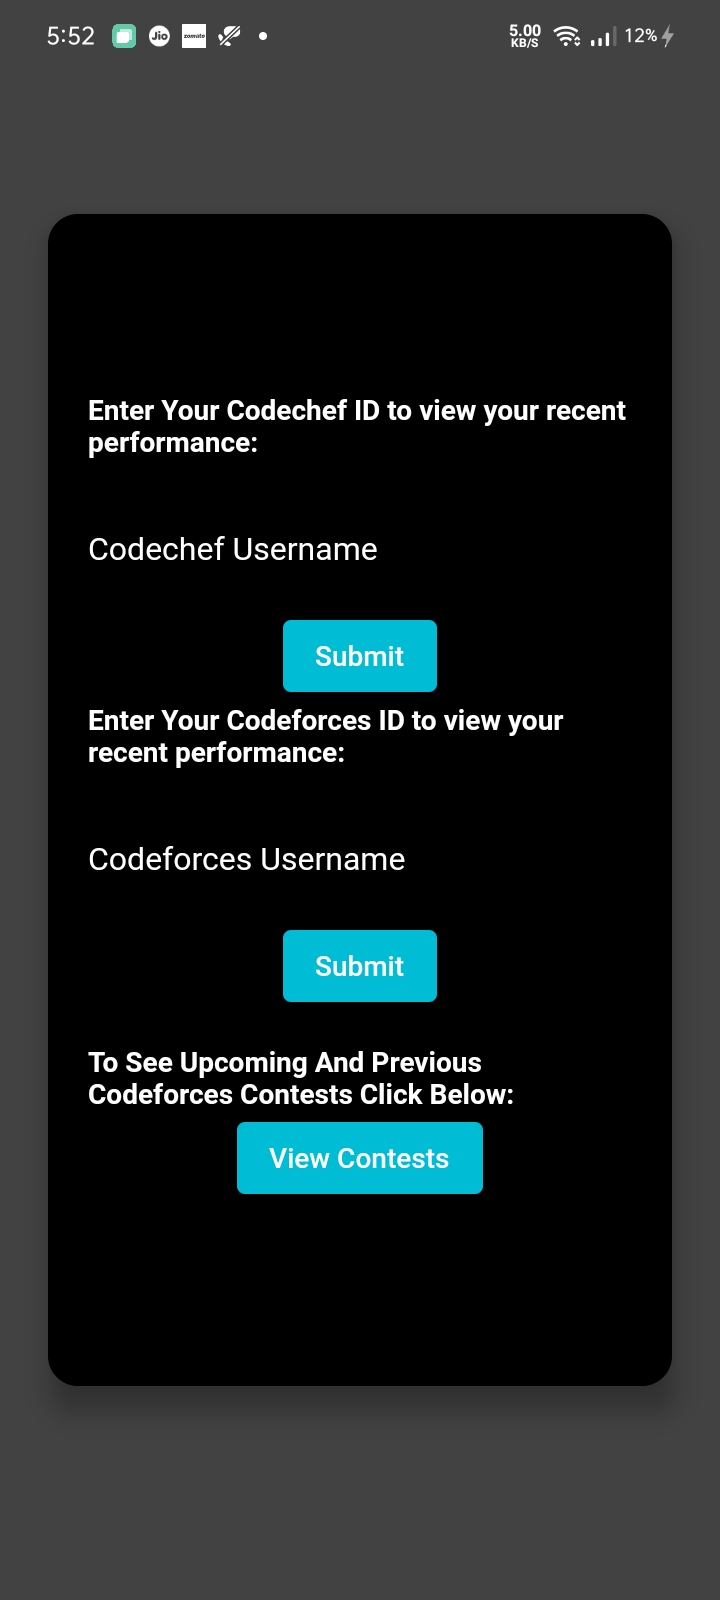 5:52 Jio zomato 5.00 KB/S 12%
Enter Your Codechef ID to view your recent
performance:
Codechef Username
Submit
Enter Your Codeforces ID to view your
recent performance:
Codeforces Username
Submit
To See Upcoming And Previous
Codeforces Contests Click Below:
View Contests